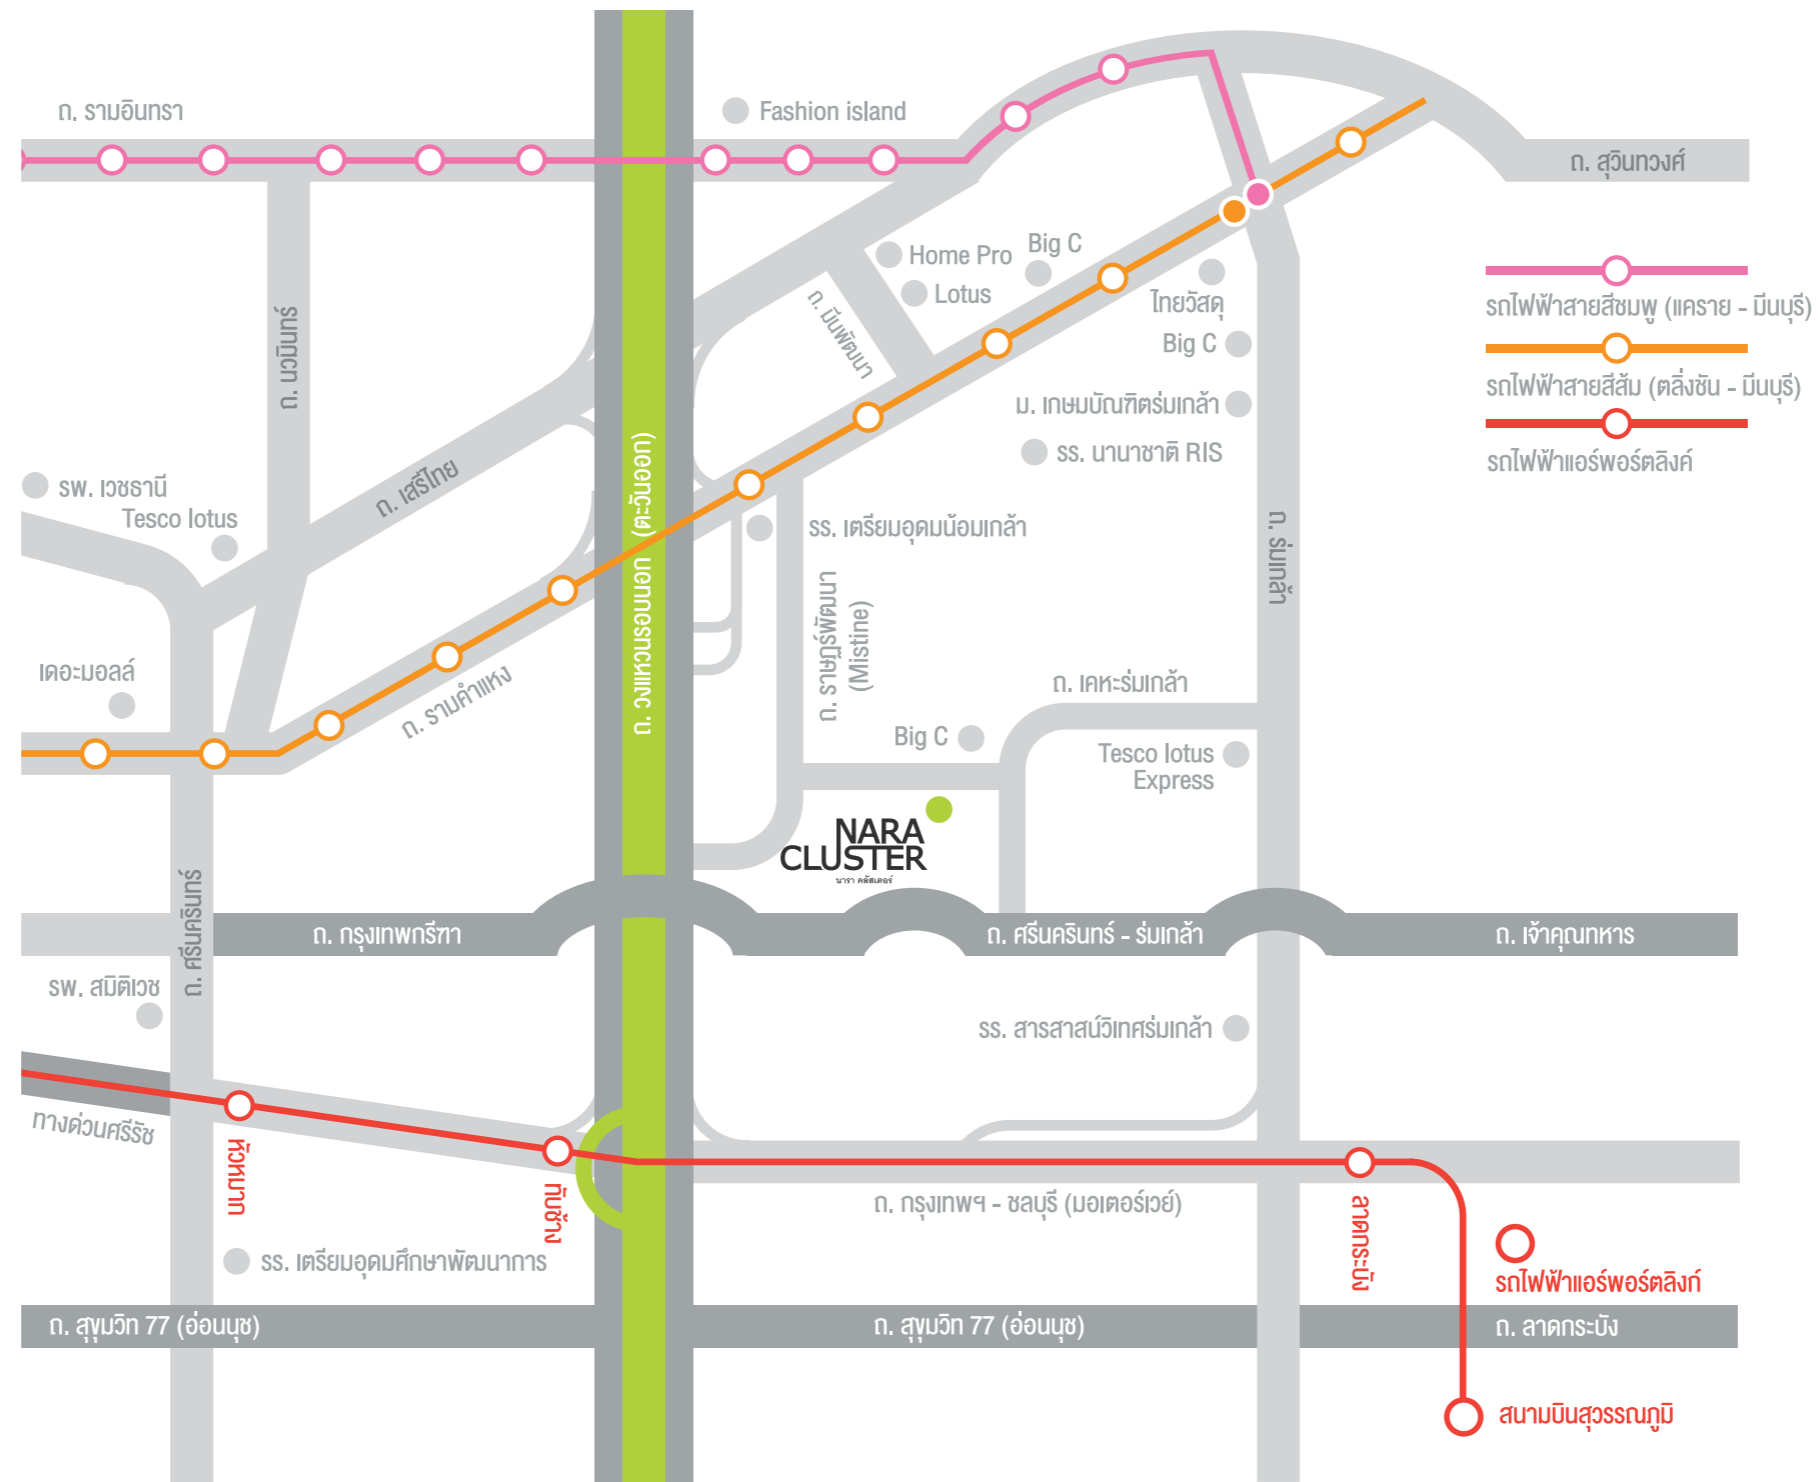 ถ. รามอินทรา
Fashion island
ถ. สุวินทวงศ์
Home Pro
Big C
Lotus
ไทยวัสดุ
Big C
ถ. มีนพัฒนา
ถ. นวมินทร์
รถไฟฟ้าสายสีชมพู (แคราย - มีนบุรี)
รถไฟฟ้าสายสีส้ม (ตลิ่งชัน - มีนบุรี)
รถไฟฟ้าแอร์พอร์ตลิงค์
ม. เกษมบัณฑิตร่มเกล้า
รร. นานาชาติ RIS
รพ. เวชธานี
Tesco lotus
ถ. เสรีไทย
ถ. วงแหวนรอบนอก (ตะวันออก)
รร. เตรียมอุดมน้อมเกล้า
ถ. ร่มเกล้า
ถ. ราษฎร์พัฒนา
(Mistine)
เดอะมอลล์
ถ. รามคำแหง
ถ. เคหะร่มเกล้า
Big C
Tesco lotus
Express
NARA
CLUSTER
นารา คลัสเตอร์
ถ. ศรีนครินทร์
ถ. กรุงเทพกรีฑา
ถ. ศรีนครินทร์ - ร่มเกล้า
ถ. เจ้าคุณทหาร
รพ. สมิติเวช
รร. สารสาสน์วิเทศร่มเกล้า
ทางด่วนศรีรัช
หัวหมาก
ทับช้าง
ถ. กรุงเทพฯ - ชลบุรี (มอเตอร์เวย์)
ลาดกระบัง
รร. เตรียมอุดมศึกษาพัฒนาการ
รถไฟฟ้าแอร์พอร์ตลิงก์
ถ. สุขุมวิท 77 (อ่อนนุช)
ถ. สุขุมวิท 77 (อ่อนนุช)
ถ. ลาดกระบัง
สนามบินสุวรรณภูมิ